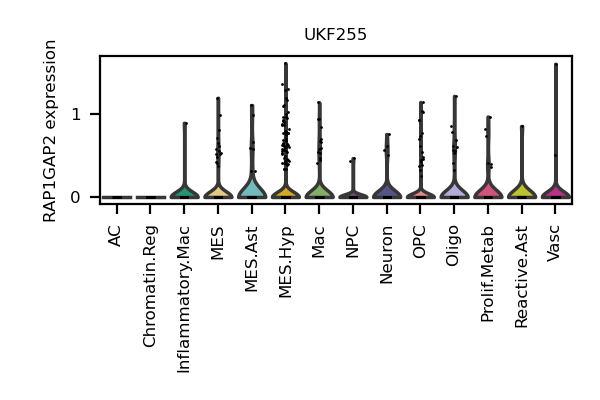 UKF255
RAP1GAP2 expression
1
0
AC
Chromatin.Reg
Inflammatory.Mac
MES
MES.Ast
MES.Hyp
Mac
NPC
Neuron
OPC
Oligo
Prolif.Metab
Reactive.Ast
Vasc